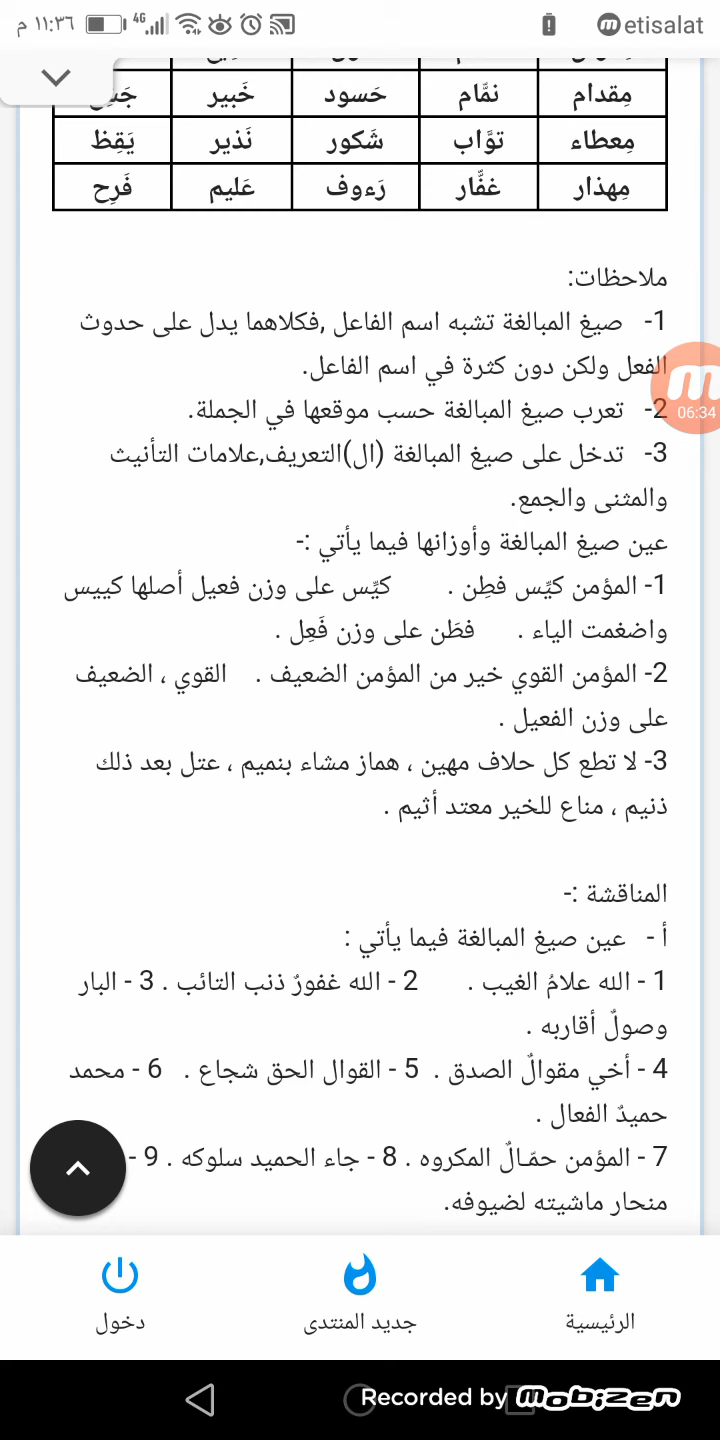 ١١:٣٦ م
4G
etisalat
مِقدام نمَّام حَسود خَبير
مِعطاء توَّاب شَكور نَذير يَقِظ
مِهذار غفَّار رَءوف عَليم فَرِح
ملاحظات:
1- صيغ المبالغة تشبه اسم الفاعل ,فكلاهما يدل على حدوث
الفعل ولكن دون كثرة في اسم الفاعل.
06:34
2- تعرب صيغ المبالغة حسب موقعها في الجملة.
3- تدخل على صيغ المبالغة (ال)التعريف,علامات التأنيث
والمثنى والجمع.
عين صيغ المبالغة وأوزانها فيما يأتي :-
1- المؤمن كيِّس فطِن . كيِّس على وزن فعيل أصلها كييس
واضغمت الياء . فطَن على وزن فَعِل .
2- المؤمن القوي خير من المؤمن الضعيف . القوي ، الضعيف
على وزن الفعيل .
3- لا تطع كل حلاف مهين ، هماز مشاء بنميم ، عتل بعد ذلك
ذنيم ، مناع للخير معتد أثيم .
المناقشة :-
أ - عين صيغ المبالغة فيما يأتي :
1 - الله علامُ الغيب . 2 - الله غفورٌ ذنب التائب . 3 - البار
وصولٌ أقاربه .
4 - أخي مقوالٌ الصدق . 5 - القوال الحق شجاع . 6 - محمد
حميدٌ الفعال .
7 - المؤمن حمّـالٌ المكروه . 8 - جاء الحميد سلوكه . 9 -
منحار ماشيته لضيوفه.
الرئيسية
جديد المنتدى
دخول
Recorded by Mobizen